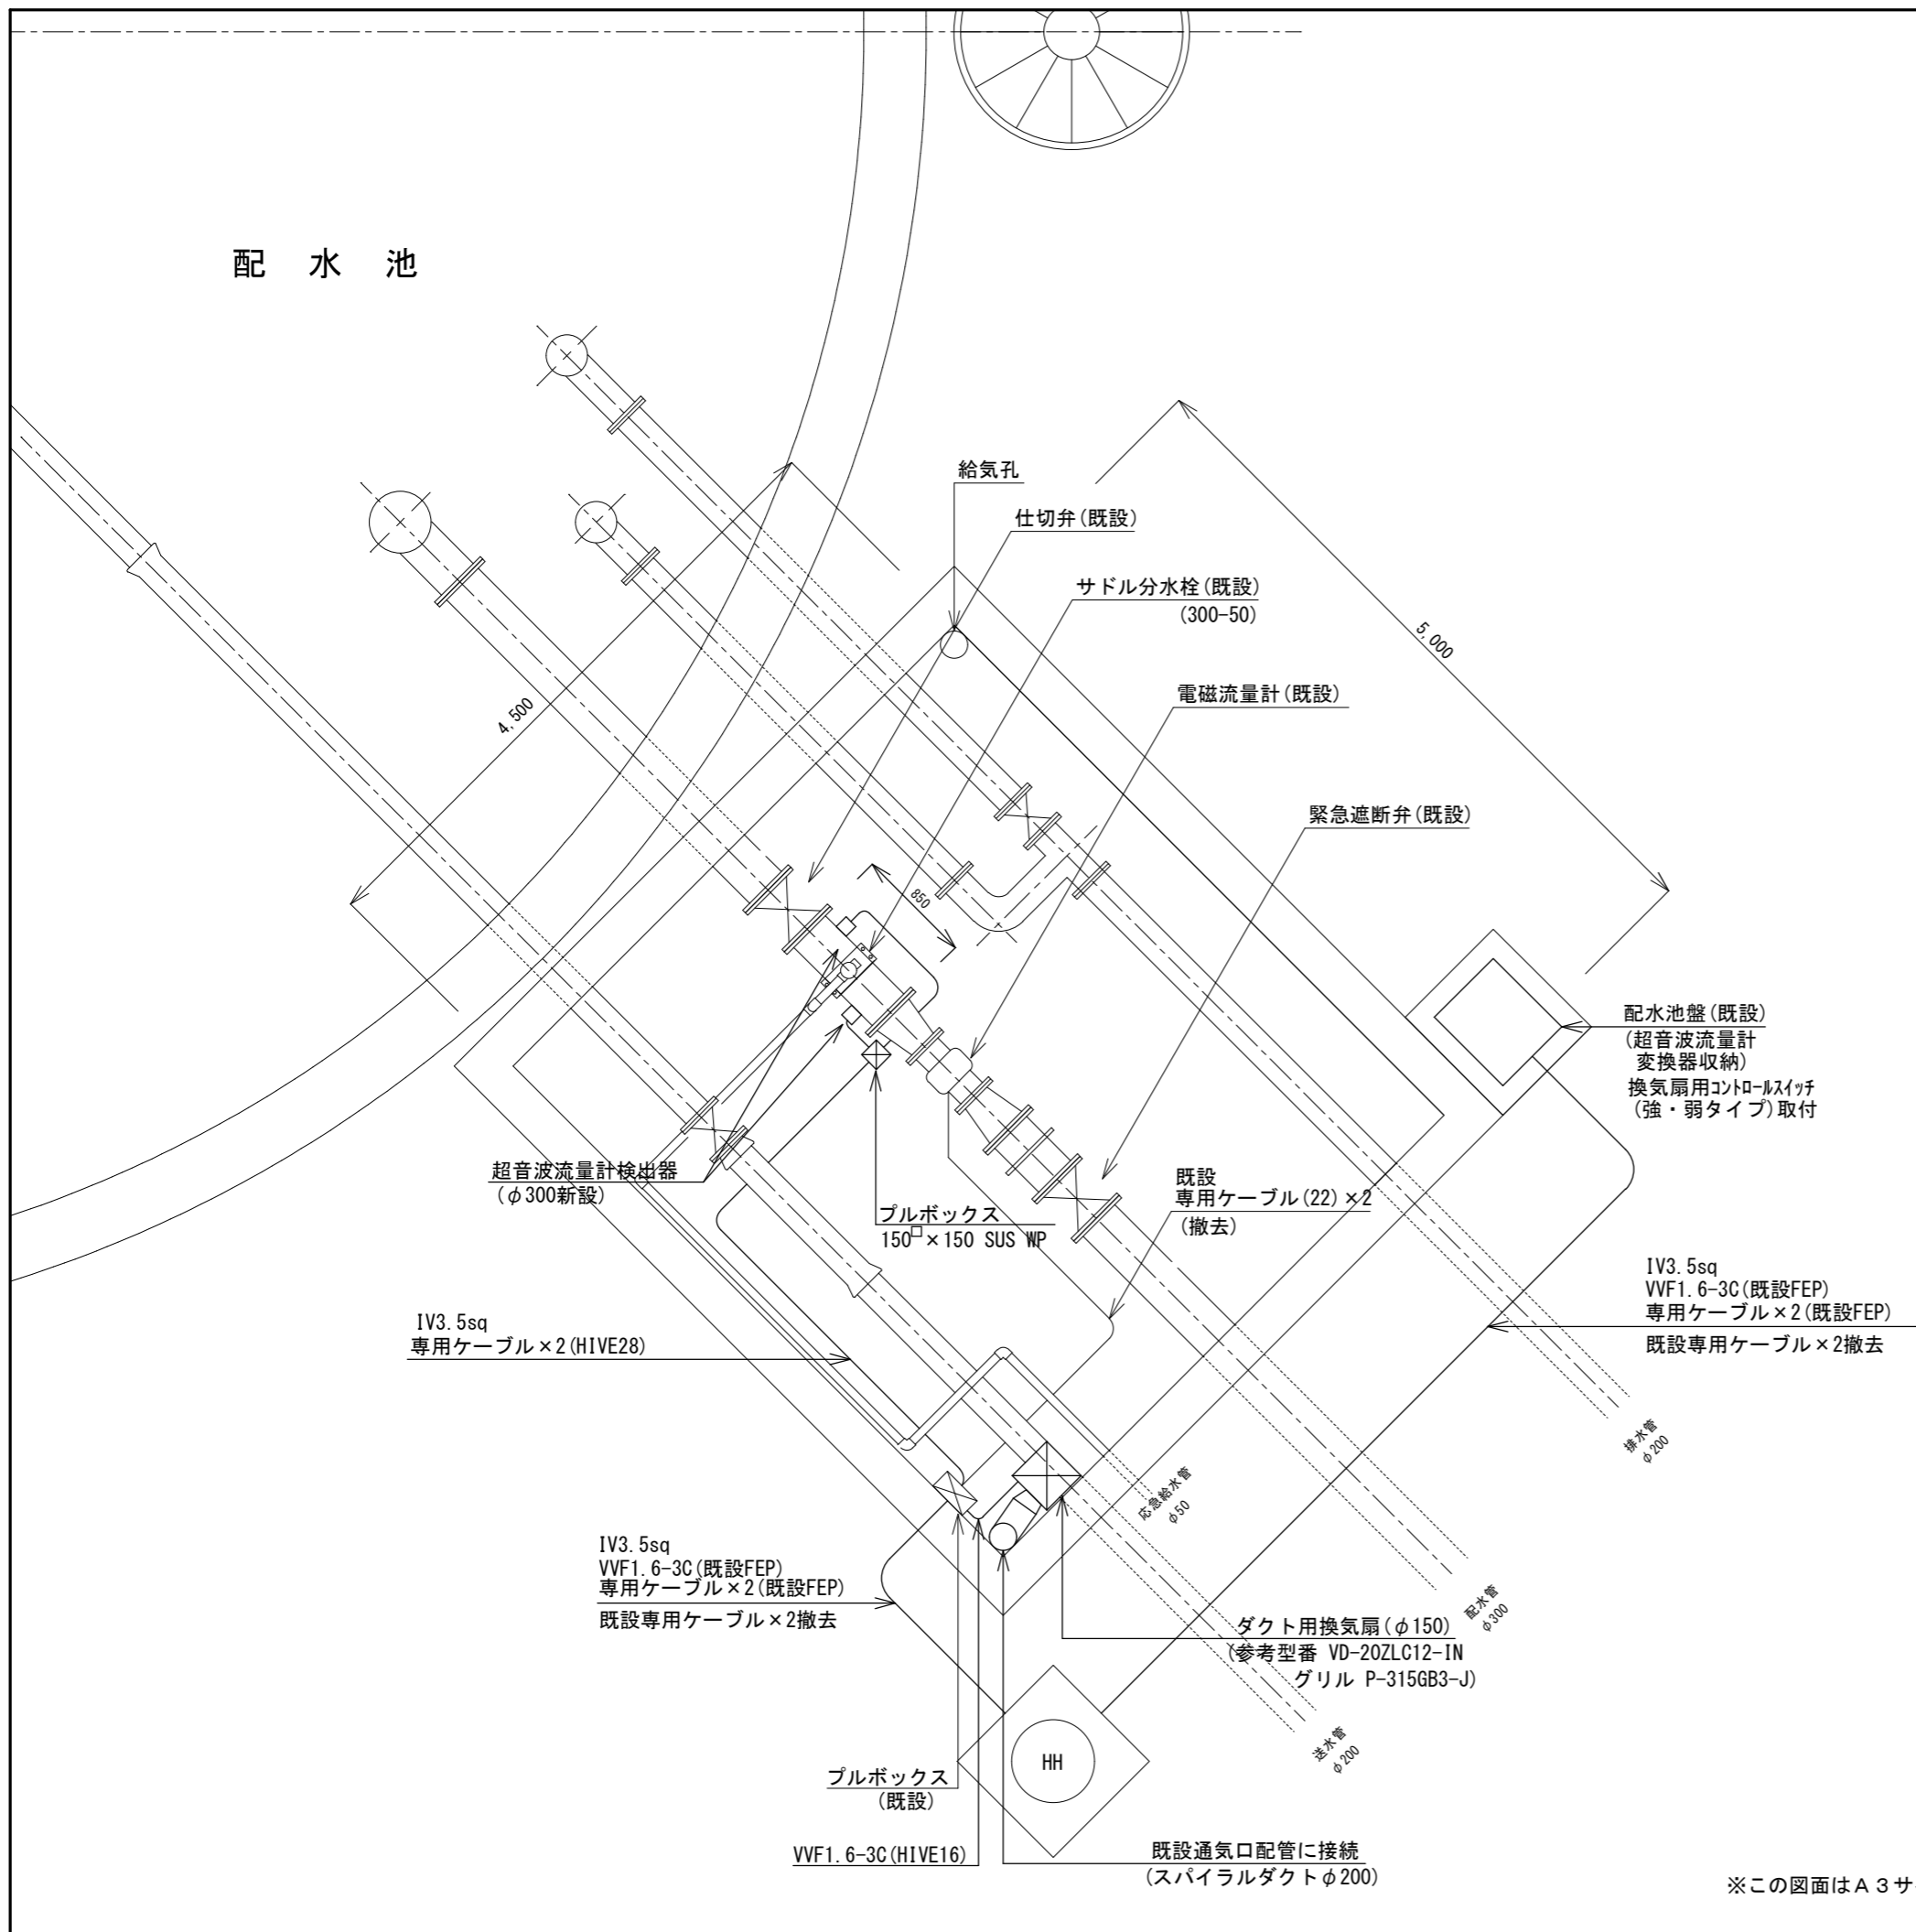 配 水 池
給気孔
仕切弁(既設)
サドル分水栓(既設)
(300-50)
5,000
電磁流量計(既設)
4,500
緊急遮断弁(既設)
850
配水池盤(既設)
(超音波流量計
変換器収納)
換気扇用ｺﾝﾄﾛｰﾙｽｲｯﾁ
(強・弱タイプ)取付
超音波流量計検出器
(φ300新設)
既設
専用ケーブル(22)×2
(撤去)
プルボックス
150□×150 SUS WP
IV3.5sq
VVF1.6-3C(既設FEP)
専用ケーブル×2(既設FEP)
既設専用ケーブル×2撤去
IV3.5sq
専用ケーブル×2(HIVE28)
排水管
φ200
応急給水管
φ50
IV3.5sq
VVF1.6-3C(既設FEP)
専用ケーブル×2(既設FEP)
既設専用ケーブル×2撤去
配水管
φ300
ダクト用換気扇(φ150)
(参考型番 VD-20ZLC12-IN
グリル P-315GB3-J)
送水管
φ200
HH
プルボックス
(既設)
VVF1.6-3C(HIVE16)
既設通気口配管に接続
(スパイラルダクトφ200)
※この図面はA3サ